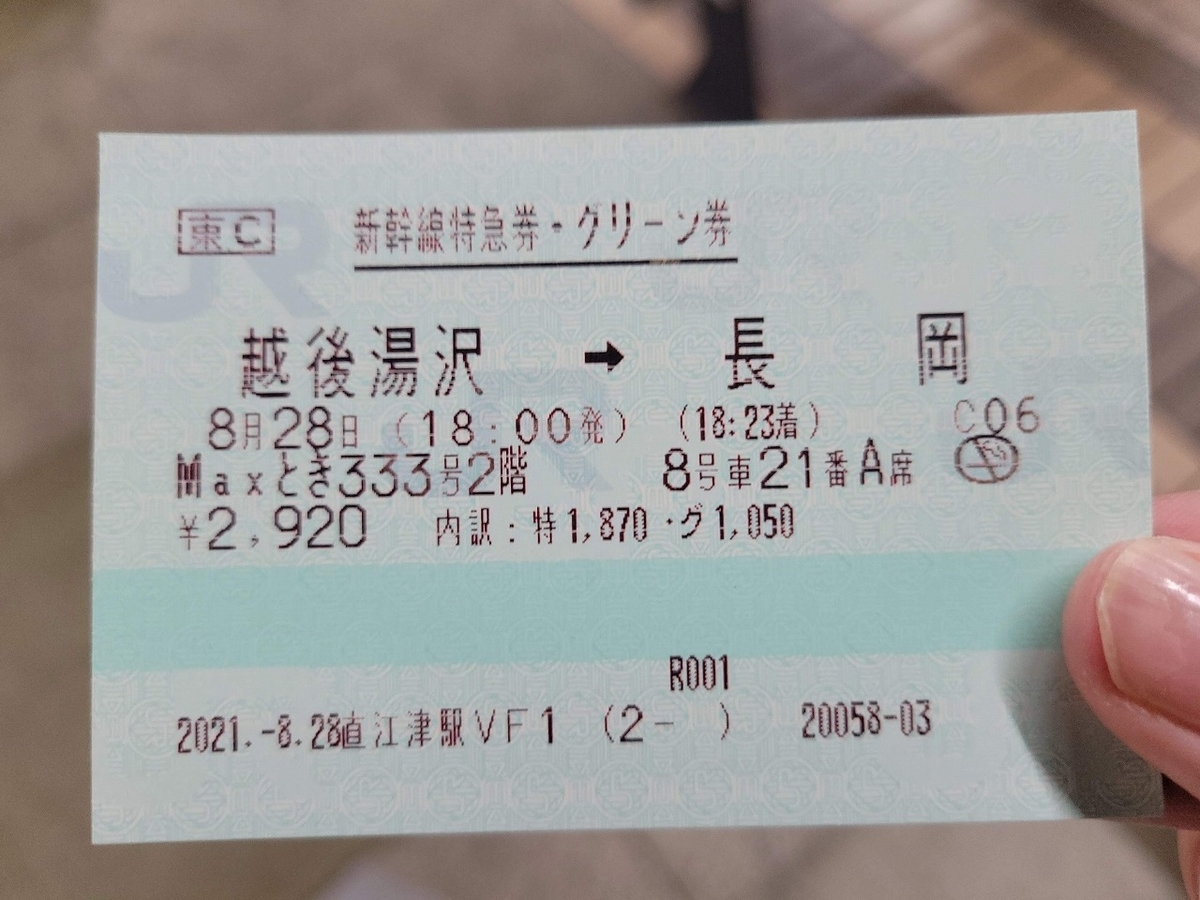 東C 新幹線特急券・グリーン券
越後湯沢 → 長岡
8月28日 (18:00発) (18:23着) C06
Maxとき333号2階 8号車21番A席
¥2,920 内訳:特1,870・グ1,050
R001
2021.-8.28直江津駅VF1 (2- ) 20058-03
JR